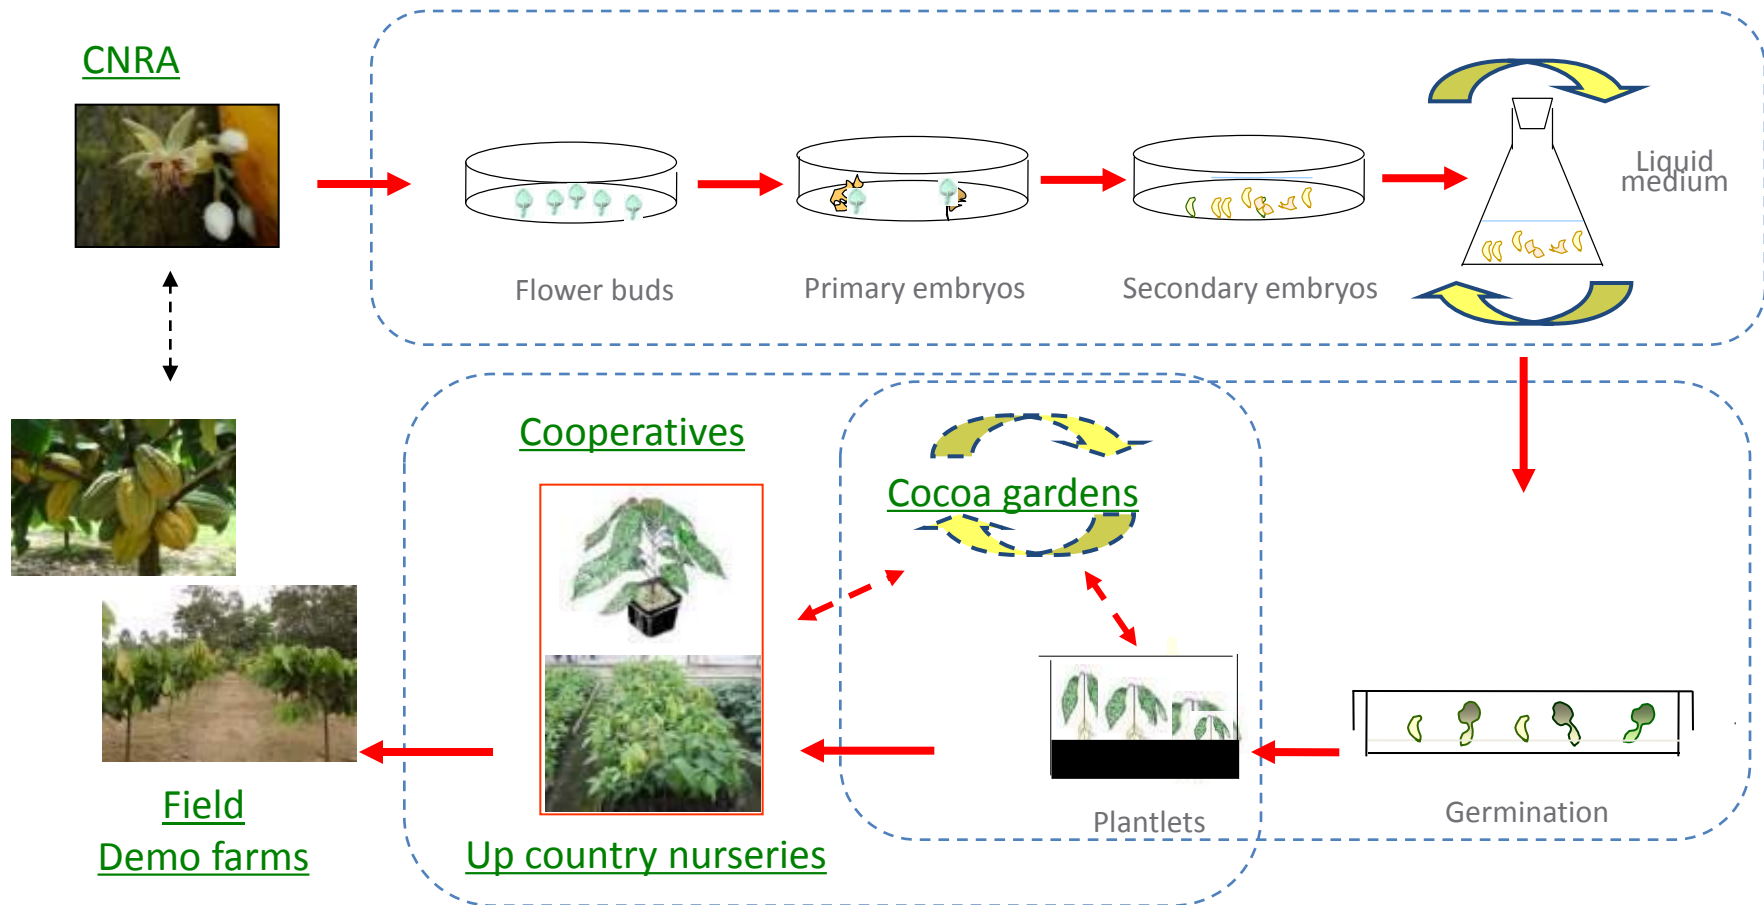 CNRA
Flower buds
Primary embryos
Secondary embryos
Liquid
medium
Cooperatives
Cocoa gardens
Plantlets
Germination
Field
Demo farms
Up country nurseries